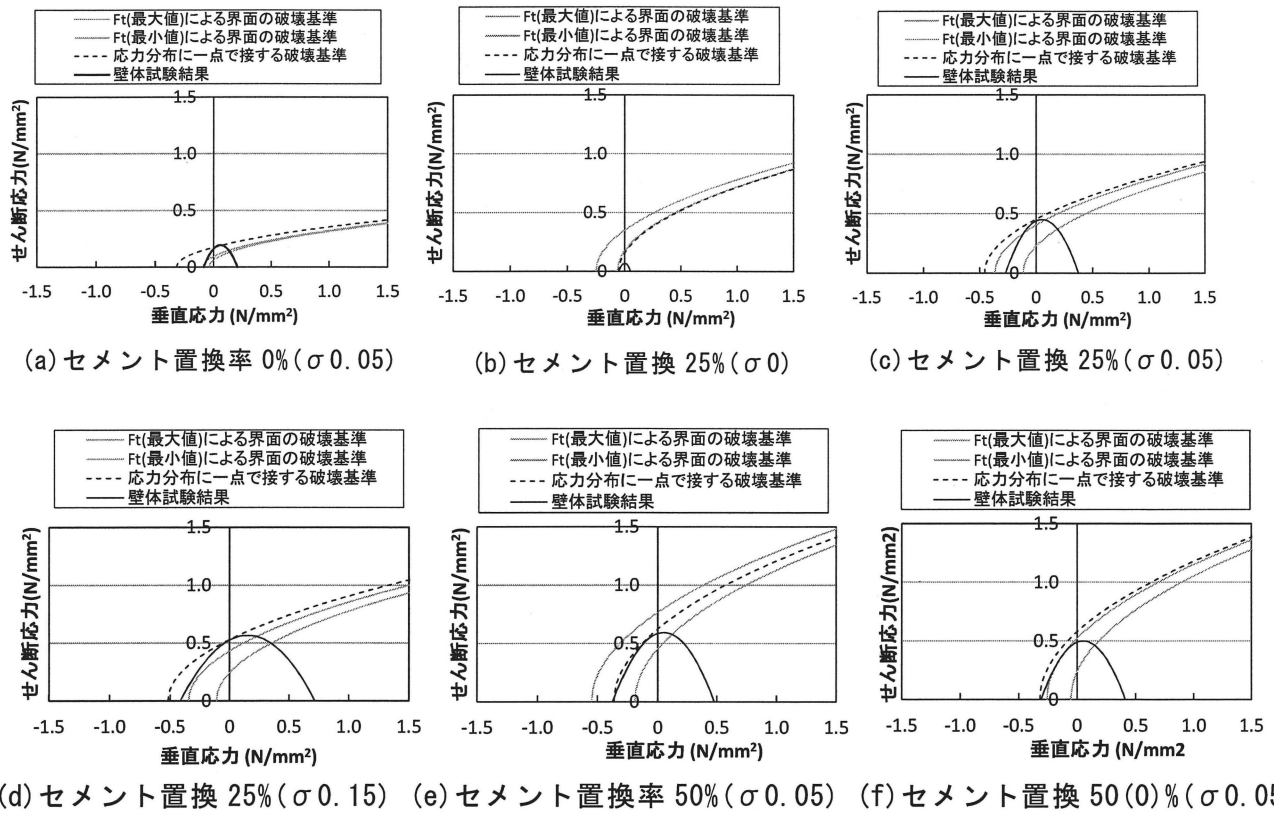 Ft(最大値)による界面の破壊基準
Ft(最小値)による界面の破壊基準
応力分布に一点で接する破壊基準
壁体試験結果
せん断応力(N/mm²)
1.5
1.0
0.5
0
-1.5 -1.0 -0.5 0 0.5 1.0 1.5
垂直応力 (N/mm²)
(a)セメント置換率 0%(σ0.05)
Ft(最大値)による界面の破壊基準
Ft(最小値)による界面の破壊基準
応力分布に一点で接する破壊基準
壁体試験結果
せん断応力(N/mm²)
1.5
1.0
0.5
0
-1.5 -1.0 -0.5 0 0.5 1.0 1.5
垂直応力 (N/mm²)
(b)セメント置換 25%(σ0)
Ft(最大値)による界面の破壊基準
Ft(最小値)による界面の破壊基準
応力分布に一点で接する破壊基準
壁体試験結果
せん断応力(N/mm²)
1.5
1.0
0.5
0
-1.5 -1.0 -0.5 0 0.5 1.0 1.5
垂直応力 (N/mm²)
(c)セメント置換 25%(σ0.05)
Ft(最大値)による界面の破壊基準
Ft(最小値)による界面の破壊基準
応力分布に一点で接する破壊基準
壁体試験結果
せん断応力(N/mm²)
1.5
1.0
0.5
0
-1.5 -1.0 -0.5 0 0.5 1.0 1.5
垂直応力 (N/mm²)
(d)セメント置換 25%(σ0.15)
Ft(最大値)による界面の破壊基準
Ft(最小値)による界面の破壊基準
応力分布に一点で接する破壊基準
壁体試験結果
せん断応力(N/mm²)
1.5
1.0
0.5
0
-1.5 -1.0 -0.5 0 0.5 1.0 1.5
垂直応力 (N/mm²)
(e)セメント置換率 50%(σ0.05)
Ft(最大値)による界面の破壊基準
Ft(最小値)による界面の破壊基準
応力分布に一点で接する破壊基準
壁体試験結果
せん断応力(N/mm2)
1.5
1.0
0.5
0
-1.5 -1.0 -0.5 0 0.5 1.0 1.5
垂直応力 (N/mm2
(f)セメント置換 50(0)%(σ0.05